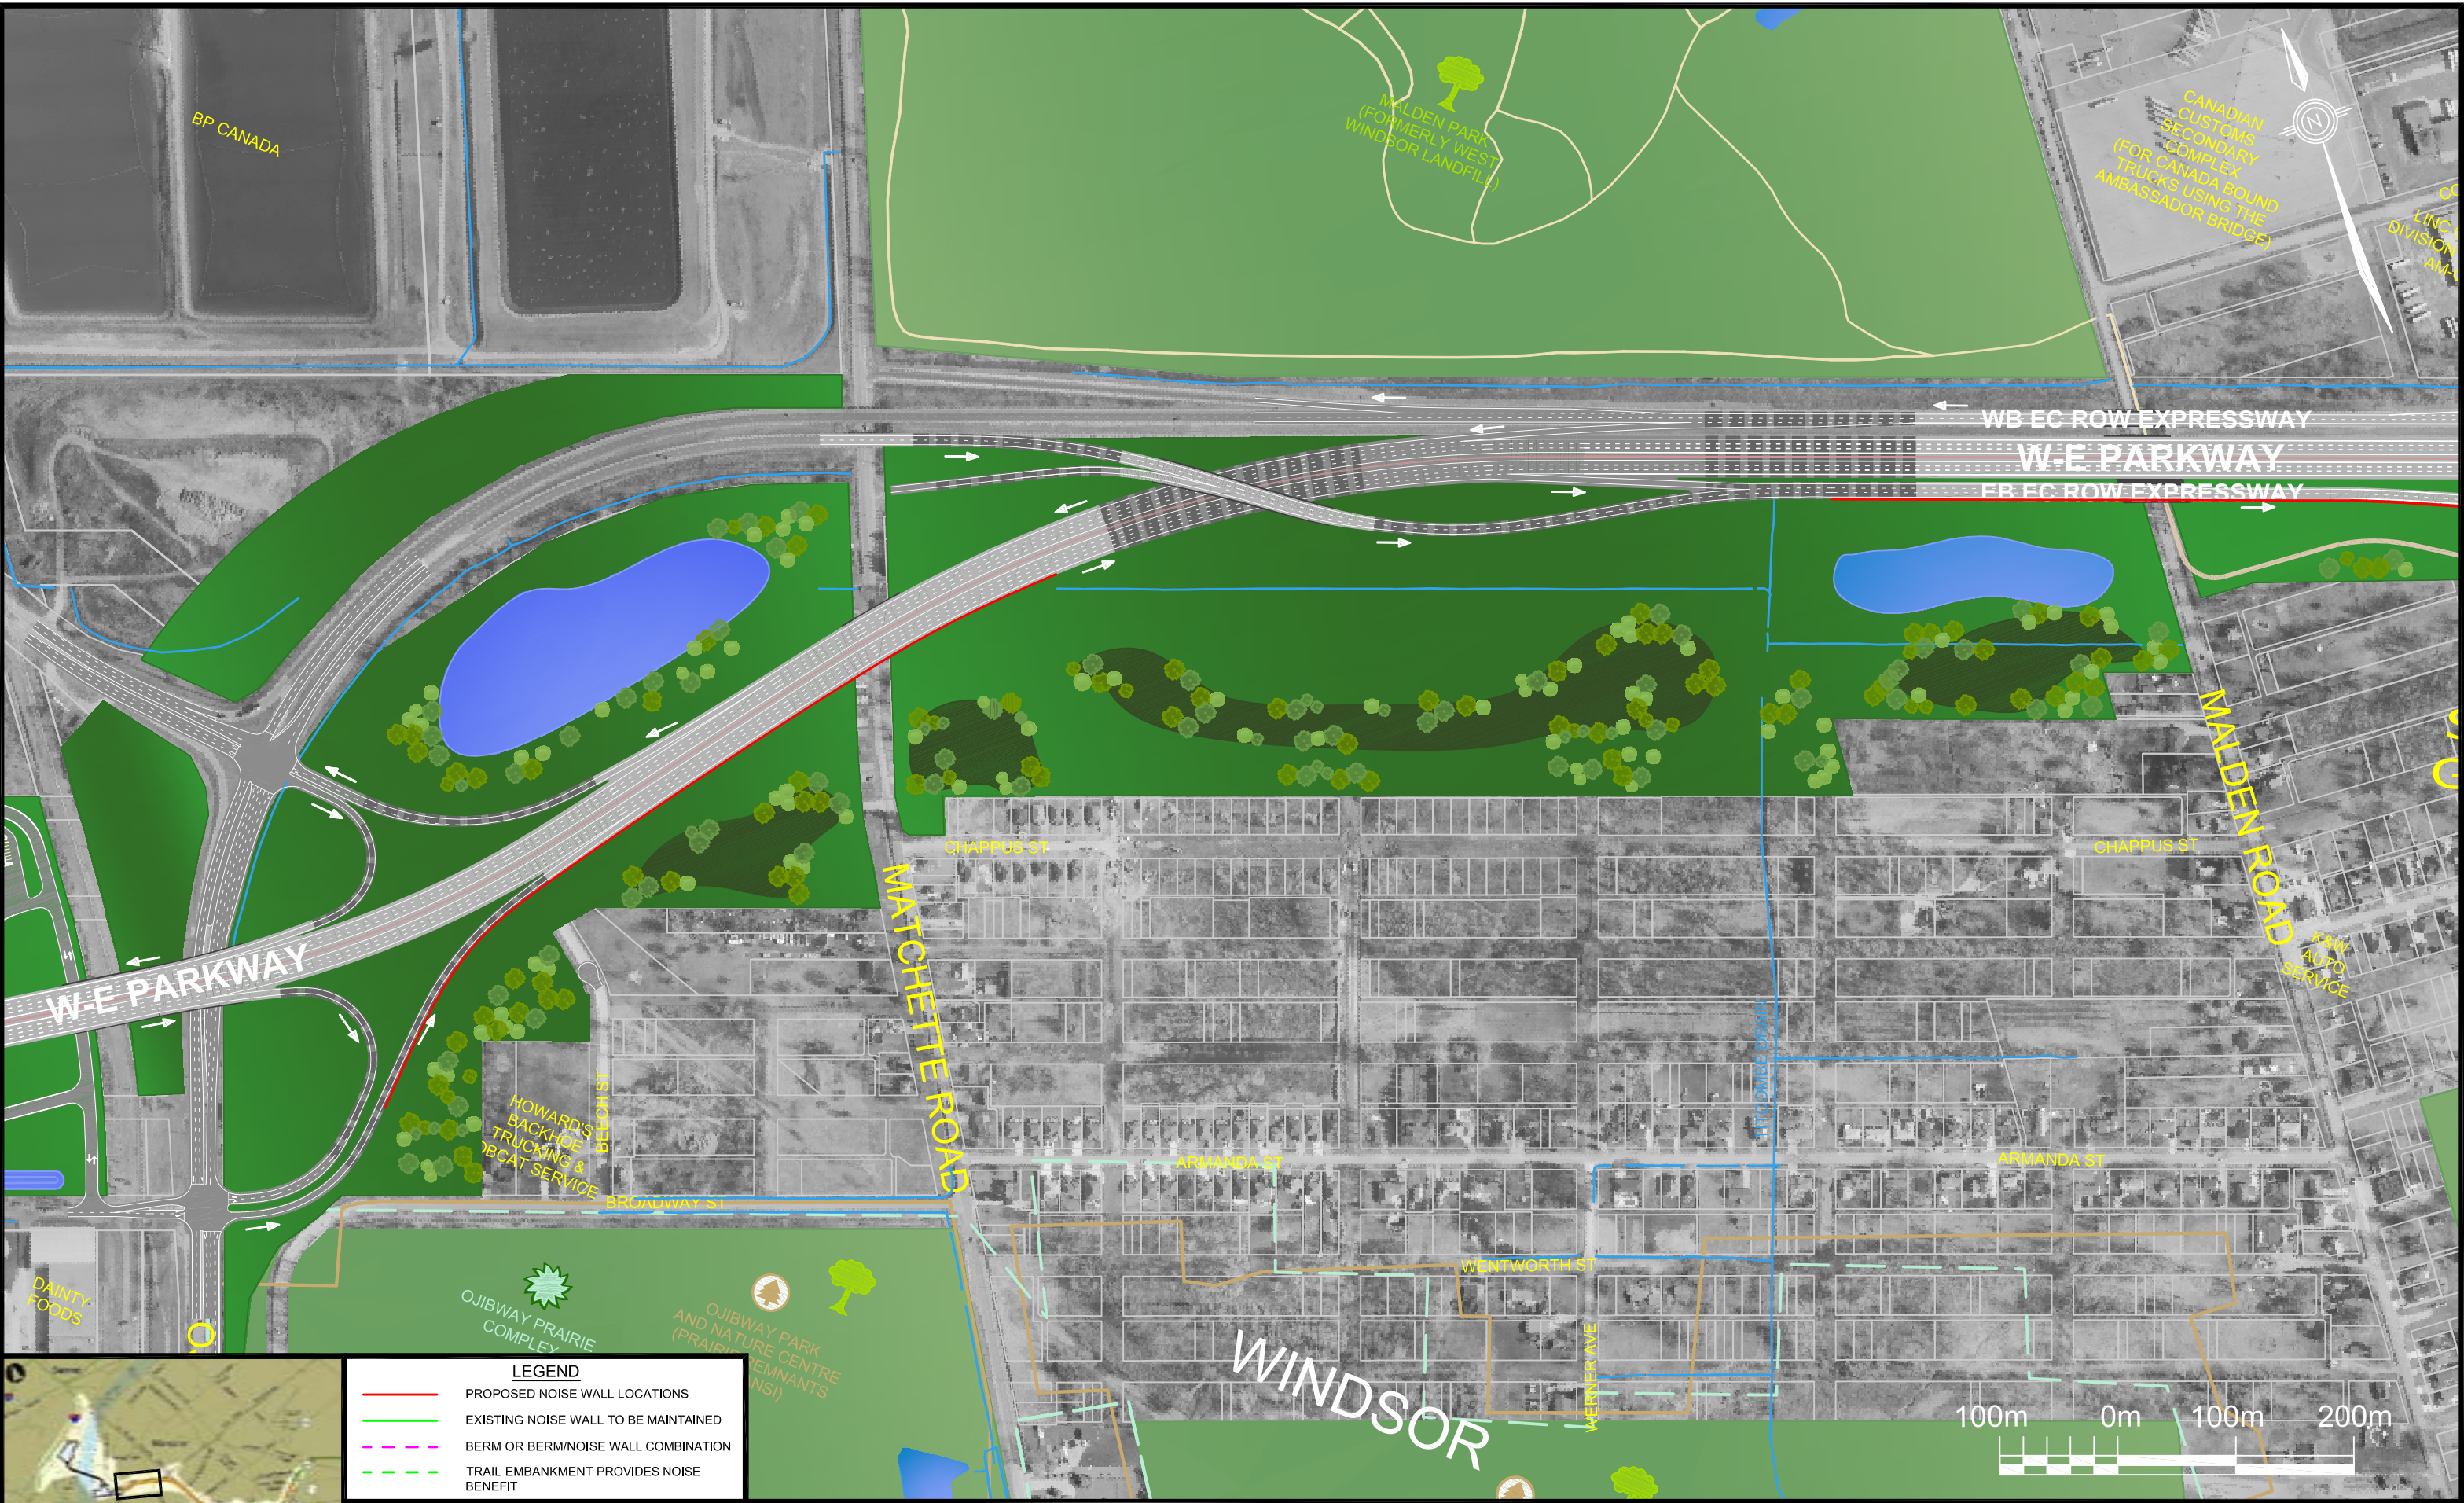 BP CANADA
MALDEN PARK
(FORMERLY WEST
WINDSOR LANDFILL)
CANADIAN
CUSTOMS
SECONDARY
COMPLEX
(FOR CANADA BOUND
TRUCKS USING THE
AMBASSADOR BRIDGE)
N
DIVISION
WB EC ROW EXPRESSWAY
W-E PARKWAY
EB EC ROW EXPRESSWAY
MALDEN ROAD
CHAPPUS ST
CHAPPUS ST
MATCHETTE ROAD
K&W
AUTO
SERVICE
W-E PARKWAY
HOWARD'S
BACKHOE
TRUCKING &
OBCAT SERVICE
BEECH ST
ARMANDA ST
ARMANDA ST
BROADWAY ST
WENTWORTH ST
WERNER AVE
DAINTY
FOODS
OJIBWAY PRAIRIE
OJIBWAY PARK
AND NATURE CENTRE
REMNANTS
WINDSOR
100m 0m 100m 200m
LEGEND
PROPOSED NOISE WALL LOCATIONS
EXISTING NOISE WALL TO BE MAINTAINED
BERM OR BERM/NOISE WALL COMBINATION
TRAIL EMBANKMENT PROVIDES NOISE
BENEFIT